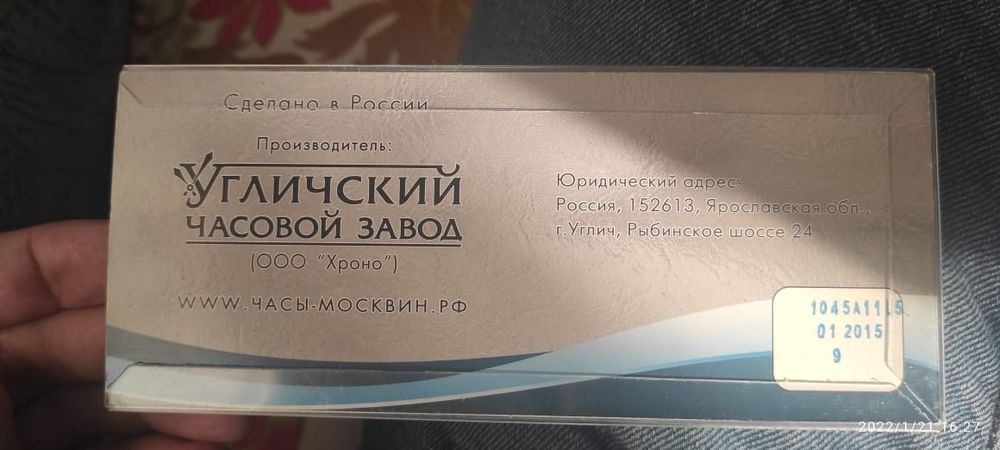 Сделано в России
Производитель:
УГЛИЧСКИЙ
ЧАСОВОЙ ЗАВОД
(ООО "Хроно")
WWW.ЧАСЫ-МОСКВИН.РФ
Юридический адрес:
Россия, 152613, Ярославская обл.,
г.Углич, Рыбинское шоссе 24
1045A1115
01 2015
9
2022/1/21 16:27